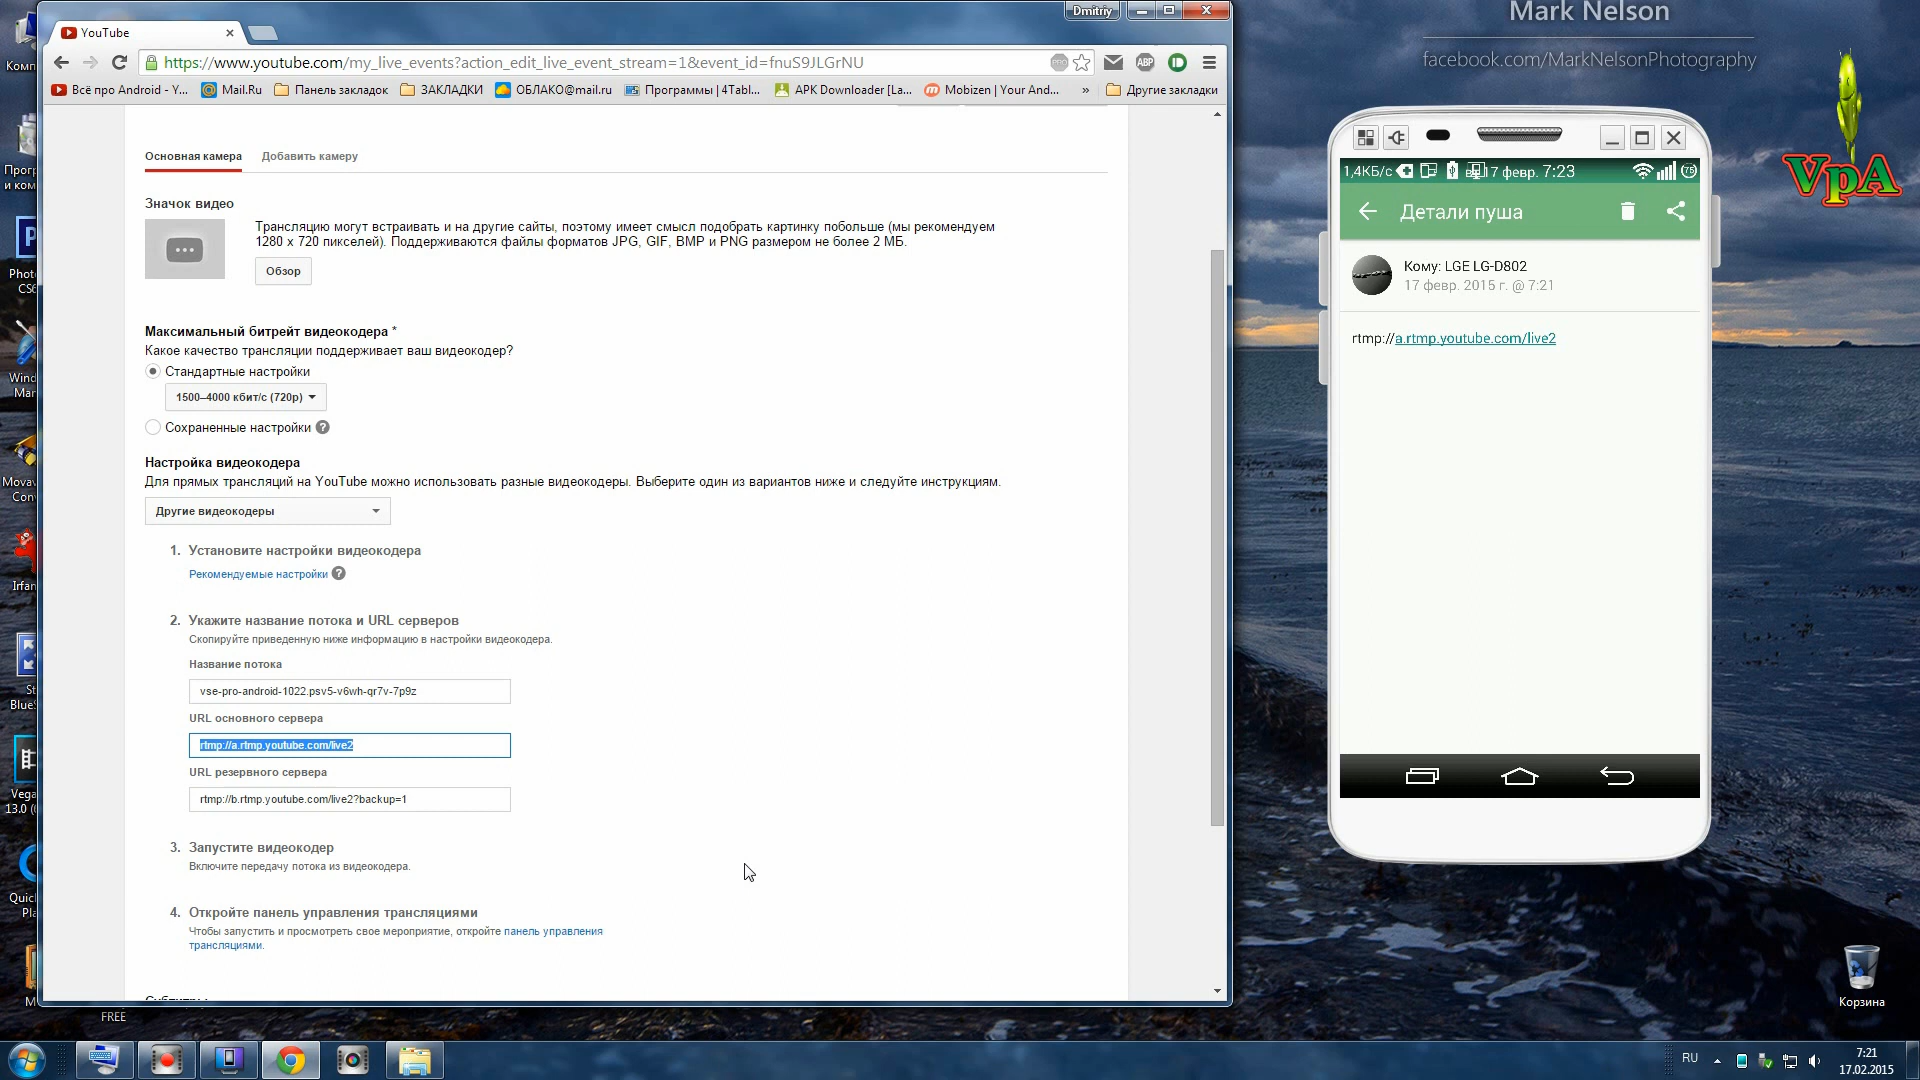 Dmitriy
YouTube
https://www.youtube.com/my_live_events?action_edit_live_event_stream=1&event_id=fnuS9JLGrNU
Всё про Android - Y...
Mail.Ru
Панель закладок
ЗАКЛАДКИ
ОБЛАКО@mail.ru
Программы | 4Tabl...
APK Downloader [La...
Mobizen | Your And...
»
Другие закладки
Основная камера
Добавить камеру
Значок видео
Трансляцию могут встраивать и на другие сайты, поэтому имеет смысл подобрать картинку побольше (мы рекомендуем
1280 x 720 пикселей). Поддерживаются файлы форматов JPG, GIF, BMP и PNG размером не более 2 МБ.
Обзор
Максимальный битрейт видеокодера *
Какое качество трансляции поддерживает ваш видеокодер?
Стандартные настройки
1500–4000 кбит/с (720p)
Сохраненные настройки ?
Настройка видеокодера
Для прямых трансляций на YouTube можно использовать разные видеокодеры. Выберите один из вариантов ниже и следуйте инструкциям.
Другие видеокодеры
1. Установите настройки видеокодера
Рекомендуемые настройки ?
2. Укажите название потока и URL серверов
Скопируйте приведенную ниже информацию в настройки видеокодера.
Название потока
vse-pro-android-1022.psv5-v6wh-qr7v-7p9z
URL основного сервера
rtmp://a.rtmp.youtube.com/live2
URL резервного сервера
rtmp://b.rtmp.youtube.com/live2?backup=1
3. Запустите видеокодер
Включите передачу потока из видеокодера.
4. Откройте панель управления трансляциями
Чтобы запустить и просмотреть свое мероприятие, откройте панель управления
трансляциями.
Mark Nelson
facebook.com/MarkNelsonPhotography
VpA
1,4КБ/с
17 февр. 7:23
75
Детали пуша
Кому: LGE LG-D802
17 февр. 2015 г. @ 7:21
rtmp://a.rtmp.youtube.com/live2
Корзина
FREE
RU
7:21
17.02.2015